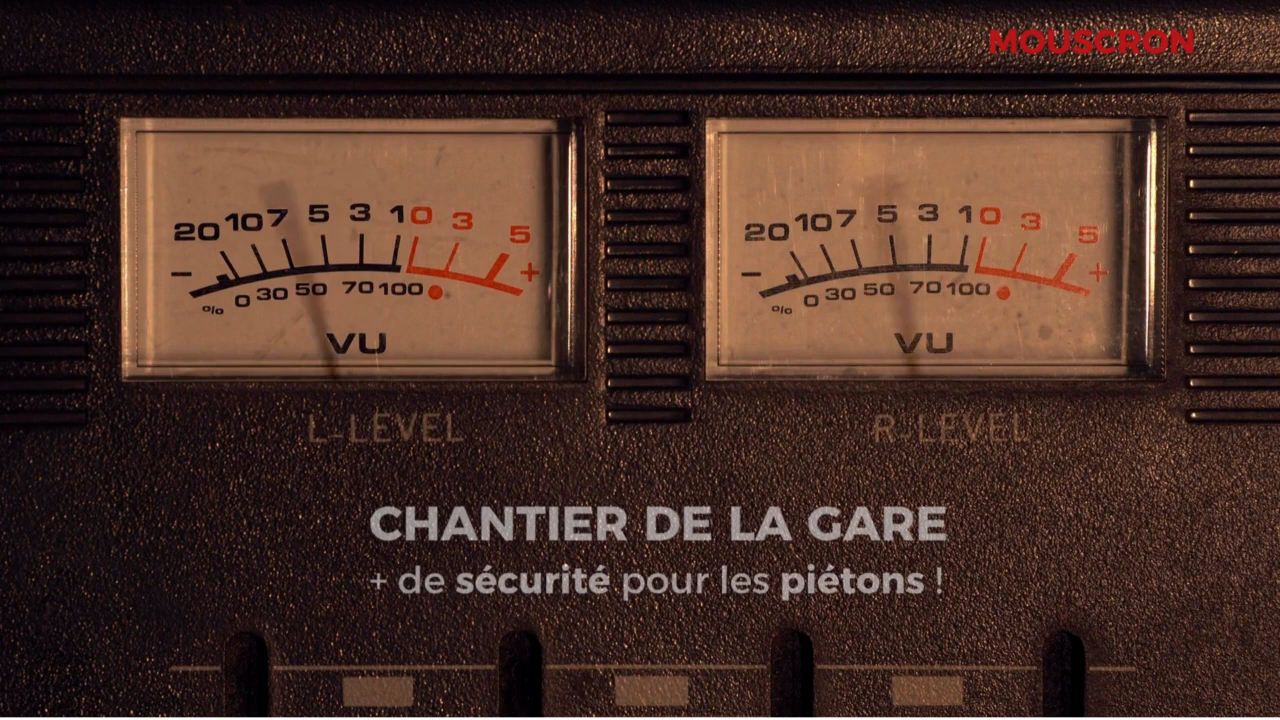 MOUSCRON
20 10 7 5 3 1 0 3 5
- +
% 0 30 50 70 100
VU
L-LEVEL
20 10 7 5 3 1 0 3 5
- +
% 0 30 50 70 100
VU
R-LEVEL
CHANTIER DE LA GARE
+ de sécurité pour les piétons !